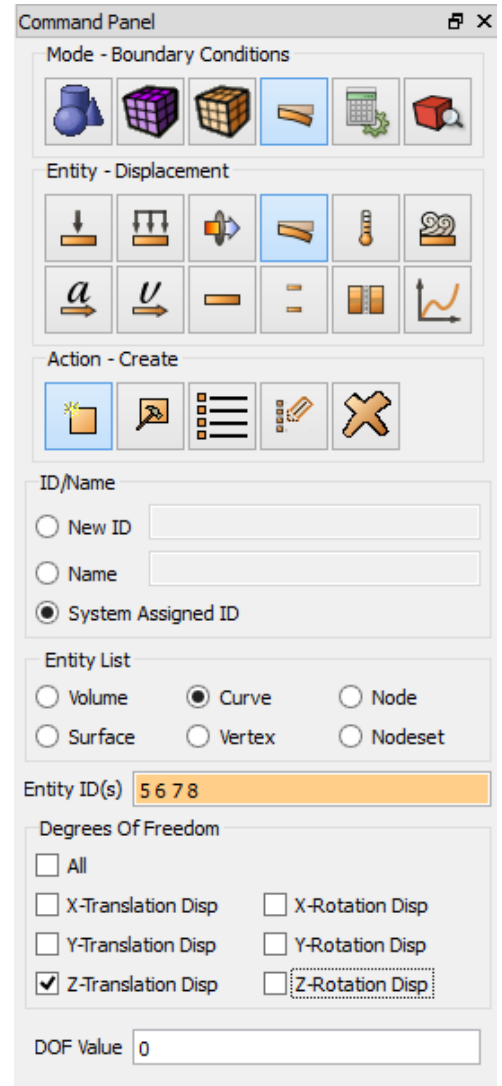 Command Panel
Mode - Boundary Conditions
Entity - Displacement
a v
Action - Create
ID/Name
New ID
Name
System Assigned ID
Entity List
Volume Curve Node
Surface Vertex Nodeset
Entity ID(s) 5 6 7 8
Degrees Of Freedom
All
X-Translation Disp X-Rotation Disp
Y-Translation Disp Y-Rotation Disp
Z-Translation Disp Z-Rotation Disp
DOF Value 0